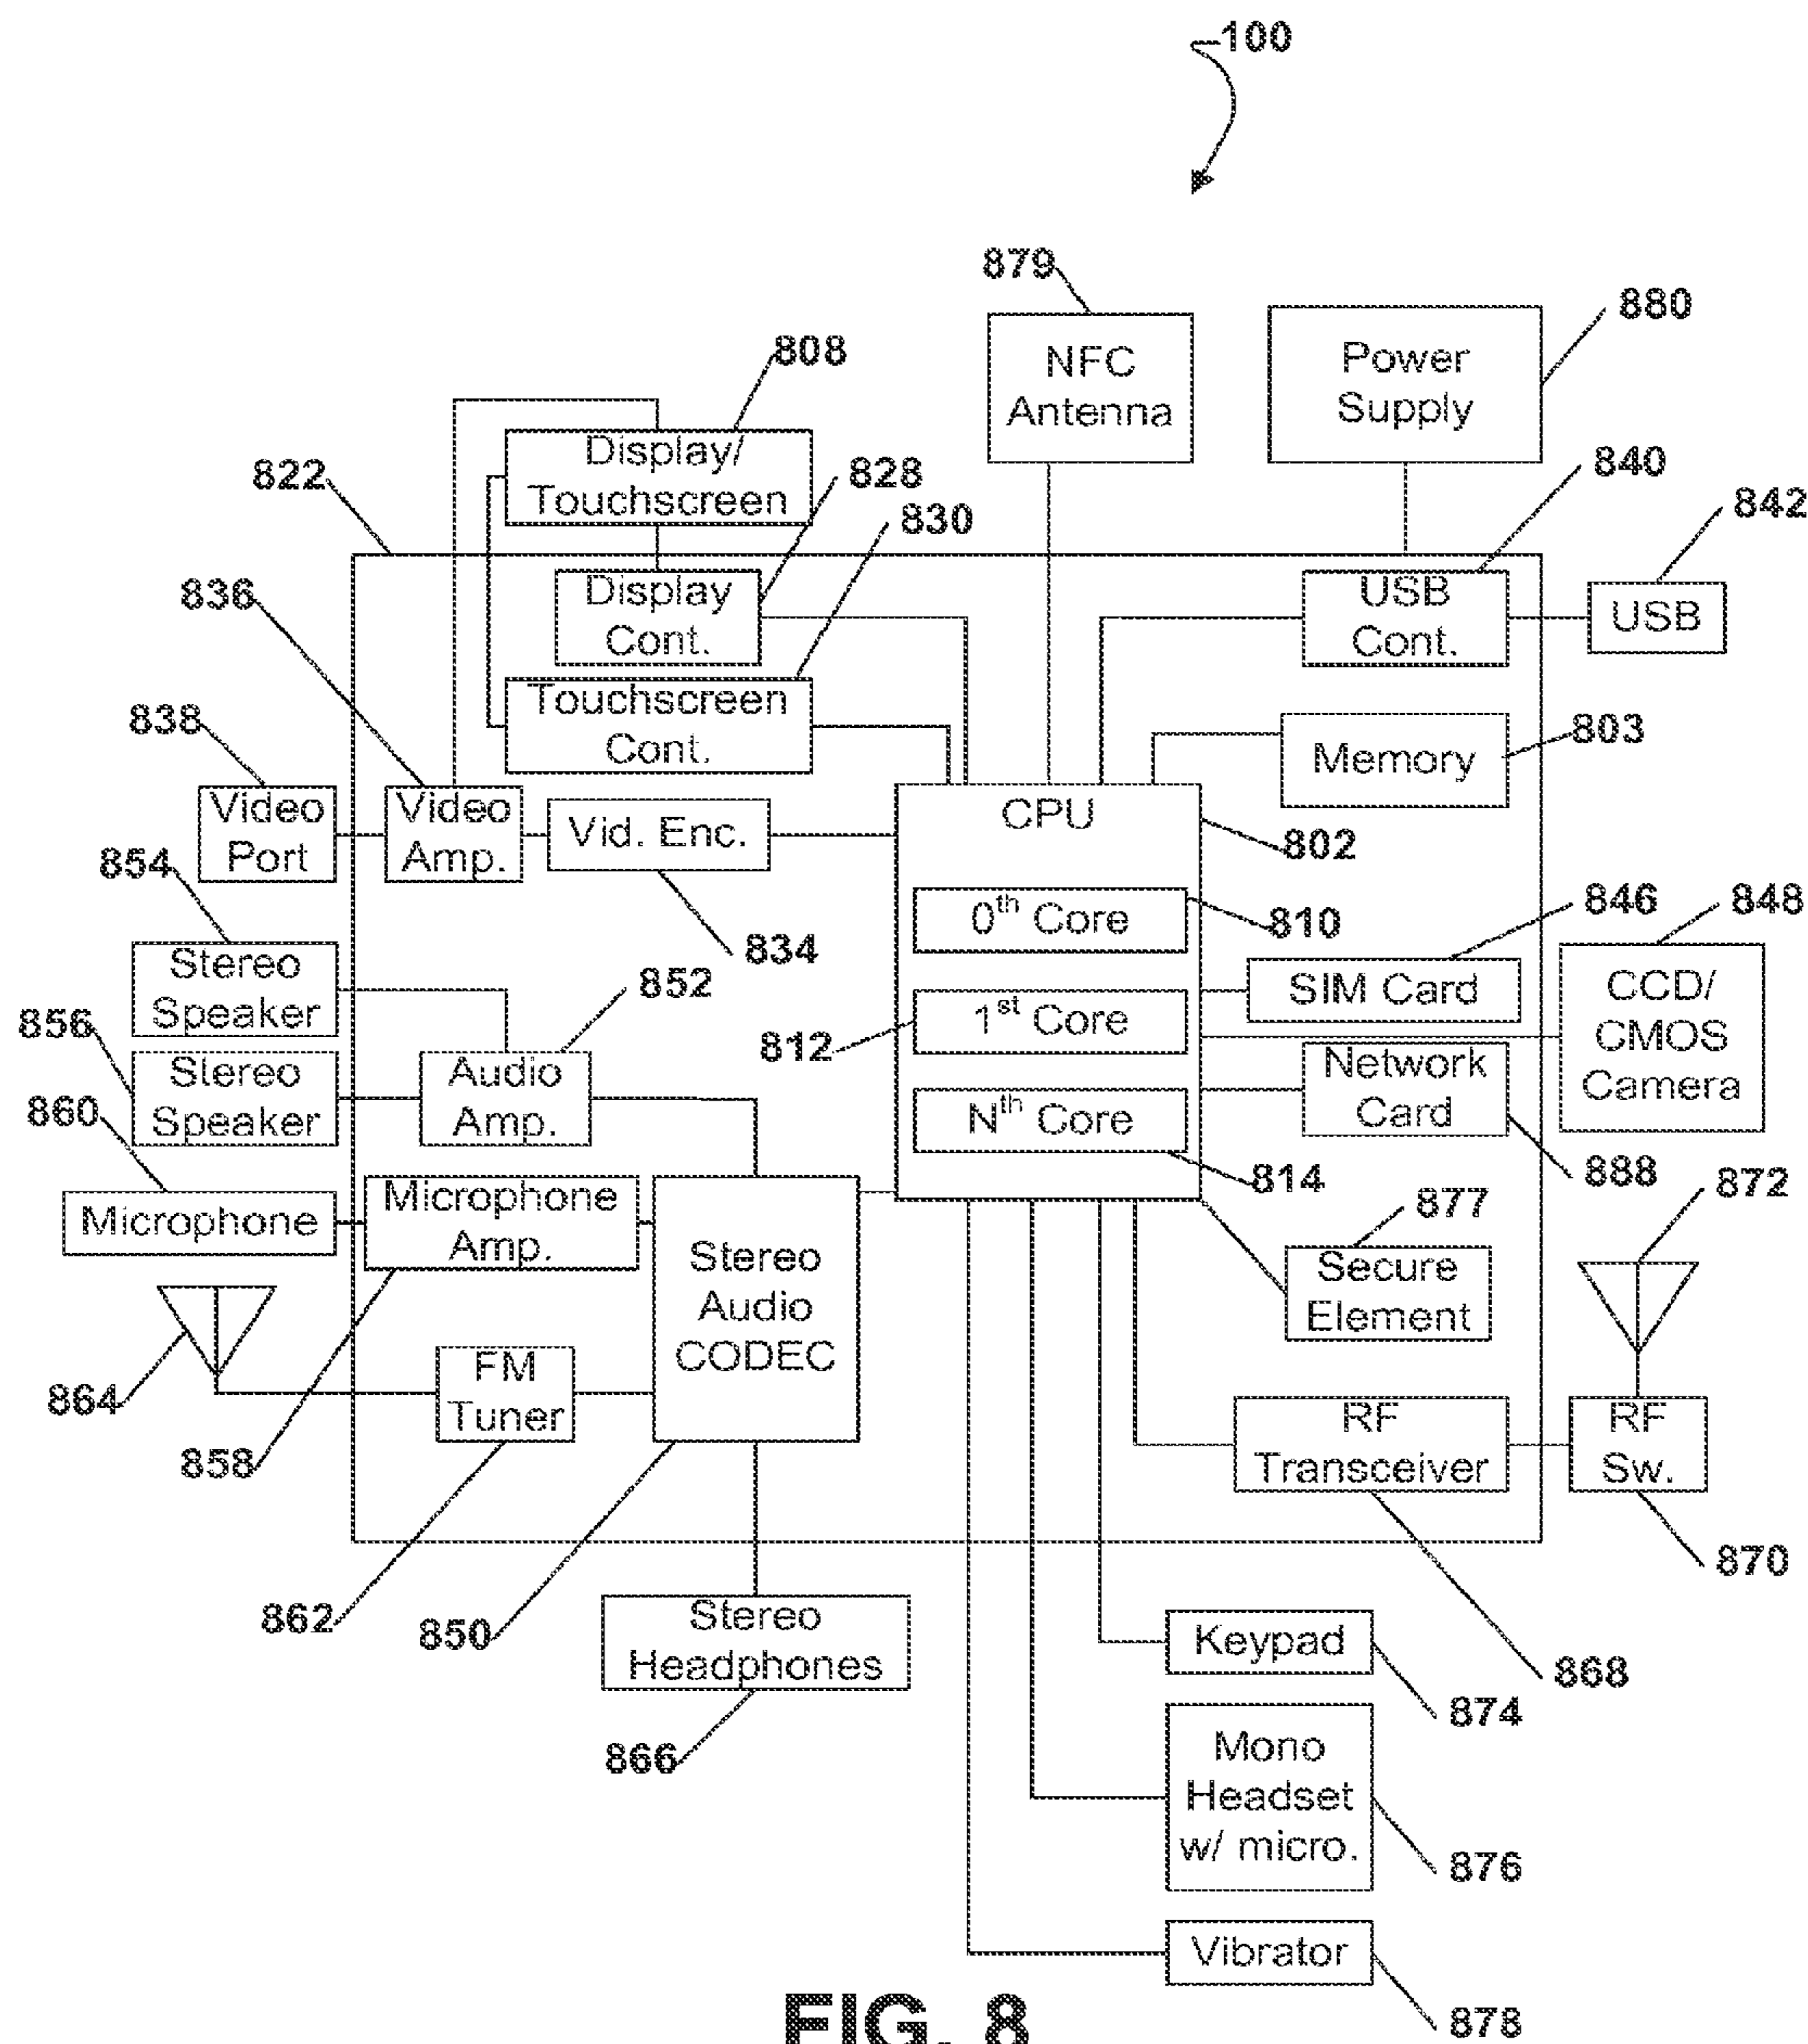 100
879
NFC
Antenna
880
Power
Supply
808
Display/
Touchscreen
822
828
830
840
842
836
Display
Cont.
USB
Cont.
USB
838
Touchscreen
Cont.
803
Memory
Video
Port
Video
Amp.
Vid. Enc.
CPU
802
854
834
0th Core
810
846
848
Stereo
Speaker
852
SIM Card
CCD/
CMOS
Camera
856
812
1st Core
Stereo
Speaker
Audio
Amp.
Network
Card
860
Nth Core
814
888
872
Microphone
Microphone
Amp.
877
Stereo
Audio
CODEC
Secure
Element
864
FM
Tuner
858
RF
Transceiver
RF
Sw.
870
862
850
Stereo
Headphones
Keypad
868
874
866
Mono
Headset
w/ micro.
876
Vibrator
878
FIG. 8